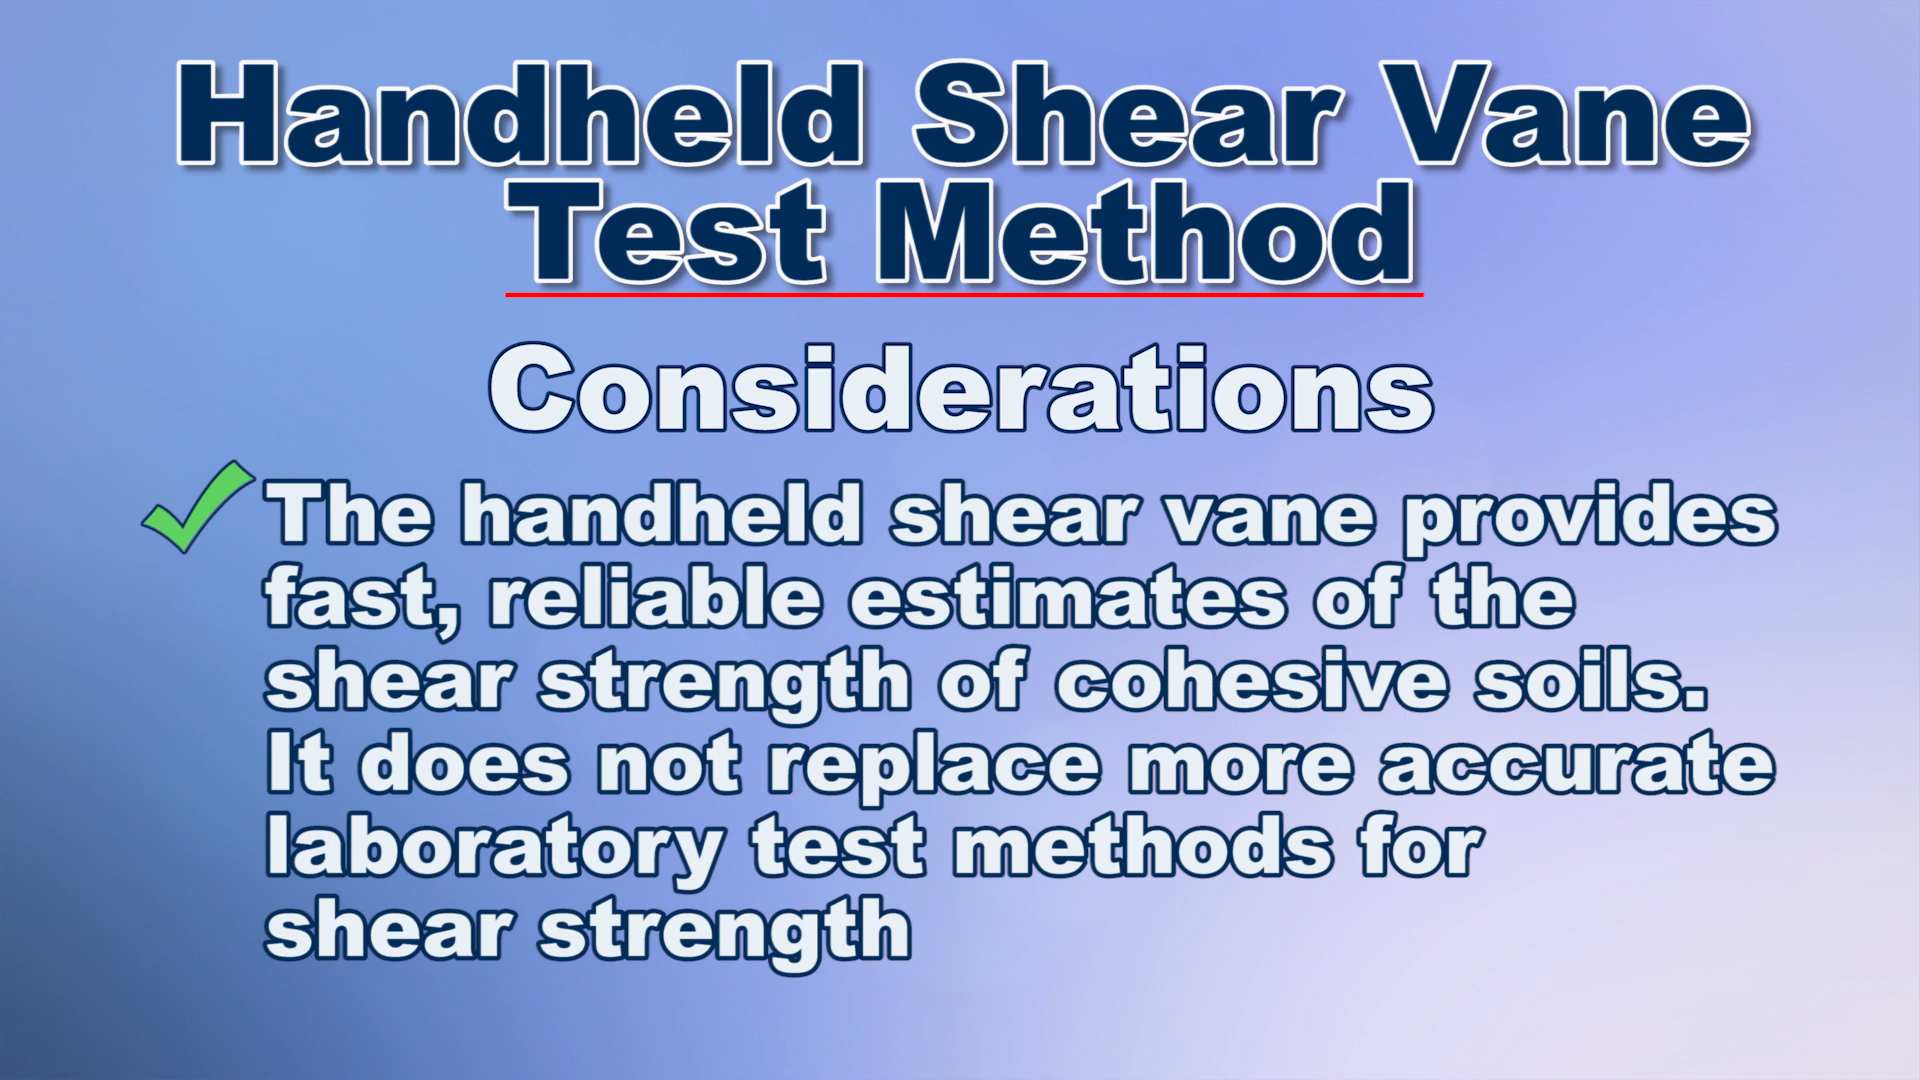 Handheld Shear Vane
Test Method
Considerations
The handheld shear vane provides
fast, reliable estimates of the
shear strength of cohesive soils.
It does not replace more accurate
laboratory test methods for
shear strength